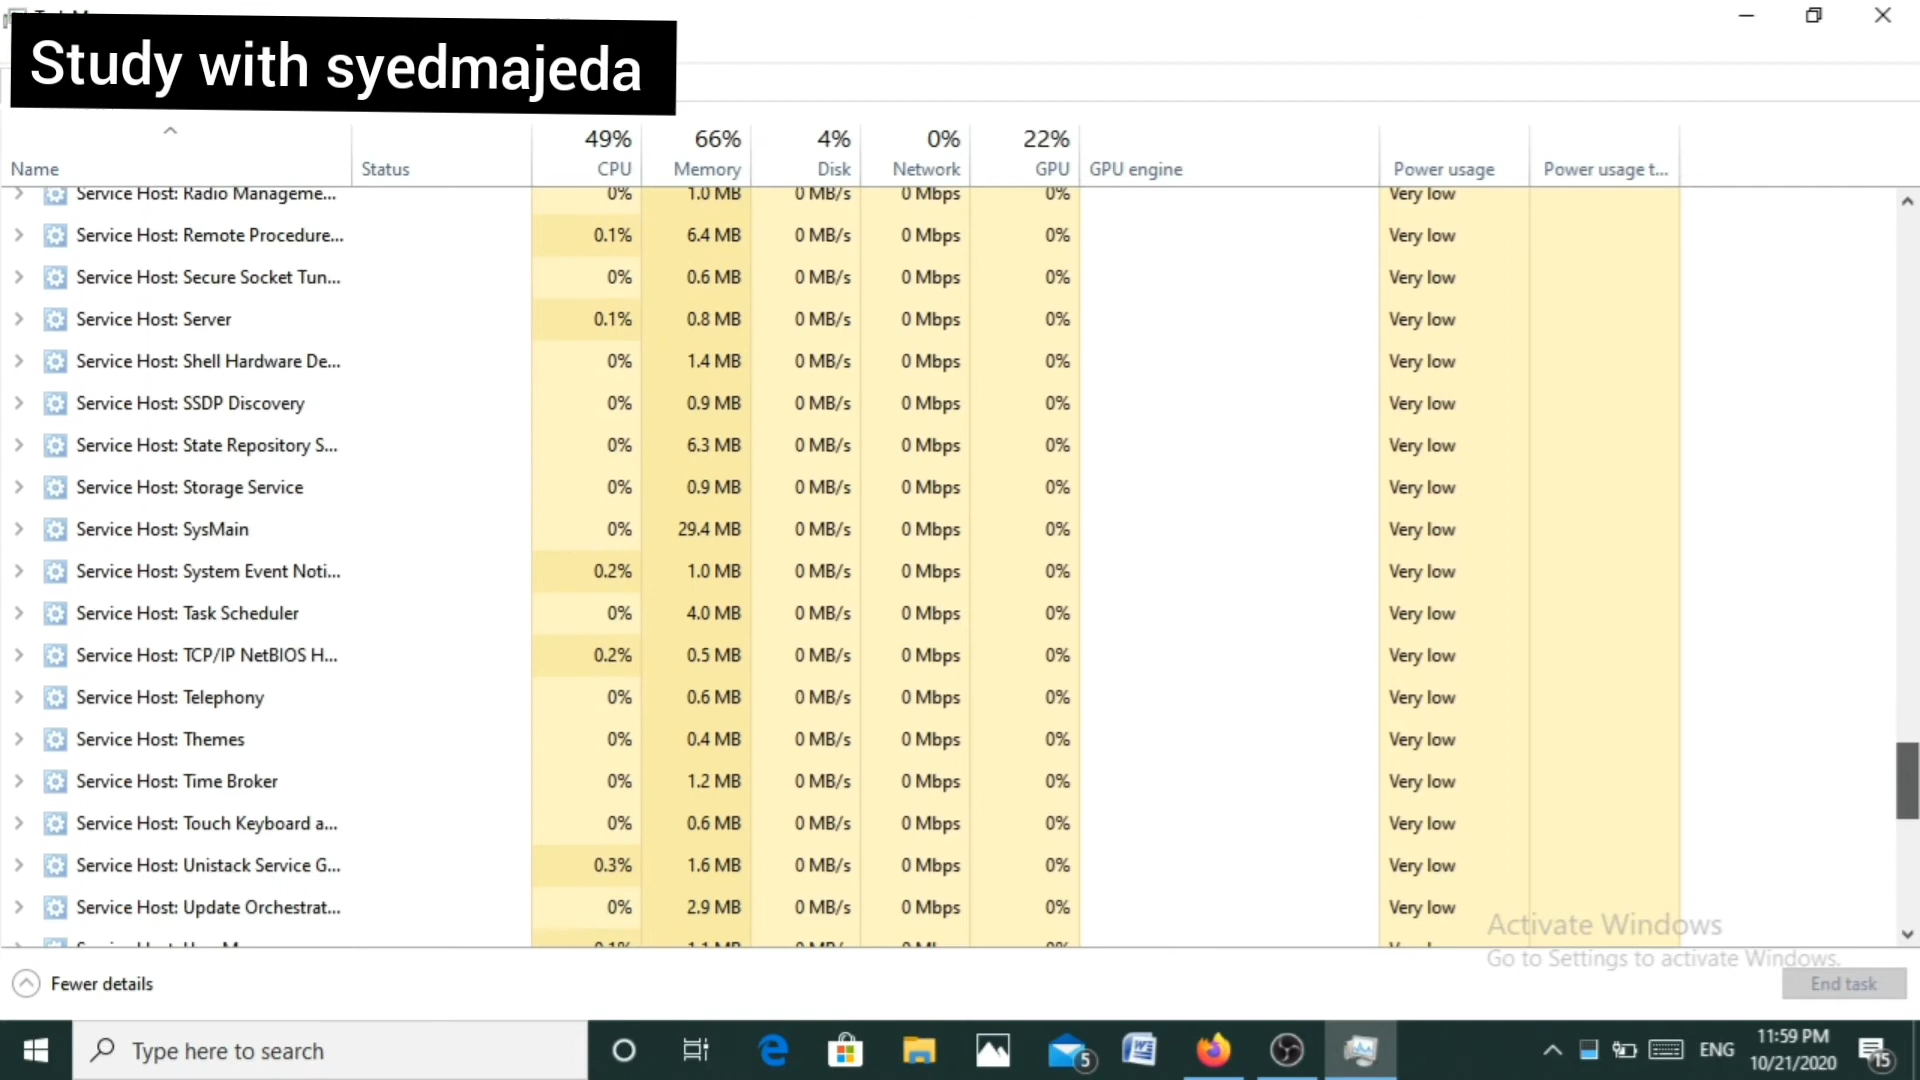 Study with syedmajeda
49% 66% 4% 0% 22%
Name Status CPU Memory Disk Network GPU GPU engine Power usage Power usage t...
Service Host: Radio Manageme... 0% 1.0 MB 0 MB/s 0 Mbps 0% Very low
Service Host: Remote Procedure... 0.1% 6.4 MB 0 MB/s 0 Mbps 0% Very low
Service Host: Secure Socket Tun... 0% 0.6 MB 0 MB/s 0 Mbps 0% Very low
Service Host: Server 0.1% 0.8 MB 0 MB/s 0 Mbps 0% Very low
Service Host: Shell Hardware De... 0% 1.4 MB 0 MB/s 0 Mbps 0% Very low
Service Host: SSDP Discovery 0% 0.9 MB 0 MB/s 0 Mbps 0% Very low
Service Host: State Repository S... 0% 6.3 MB 0 MB/s 0 Mbps 0% Very low
Service Host: Storage Service 0% 0.9 MB 0 MB/s 0 Mbps 0% Very low
Service Host: SysMain 0% 29.4 MB 0 MB/s 0 Mbps 0% Very low
Service Host: System Event Noti... 0.2% 1.0 MB 0 MB/s 0 Mbps 0% Very low
Service Host: Task Scheduler 0% 4.0 MB 0 MB/s 0 Mbps 0% Very low
Service Host: TCP/IP NetBIOS H... 0.2% 0.5 MB 0 MB/s 0 Mbps 0% Very low
Service Host: Telephony 0% 0.6 MB 0 MB/s 0 Mbps 0% Very low
Service Host: Themes 0% 0.4 MB 0 MB/s 0 Mbps 0% Very low
Service Host: Time Broker 0% 1.2 MB 0 MB/s 0 Mbps 0% Very low
Service Host: Touch Keyboard a... 0% 0.6 MB 0 MB/s 0 Mbps 0% Very low
Service Host: Unistack Service G... 0.3% 1.6 MB 0 MB/s 0 Mbps 0% Very low
Service Host: Update Orchestrat... 0% 2.9 MB 0 MB/s 0 Mbps 0% Very low
Activate Windows
Go to Settings to activate Windows.
Fewer details End task
Type here to search 5 ENG 11:59 PM 15
10/21/2020